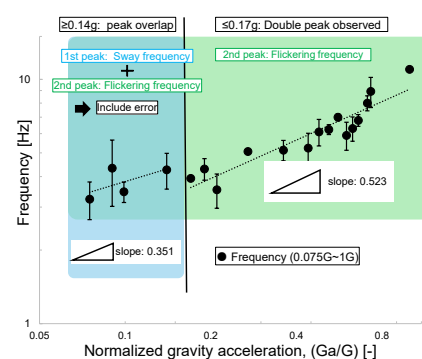 ≥0.14g: peak overlap
≤0.17g: Double peak observed
1st peak: Sway frequency
+
2nd peak: Flickering frequency
Include error
2nd peak: Flickering frequency
10
Frequency [Hz]
slope: 0.523
slope: 0.351
Frequency (0.075G~1G)
1
0.05
0.1
0.2
0.4
0.8
Normalized gravity acceleration, (Ga/G) [-]